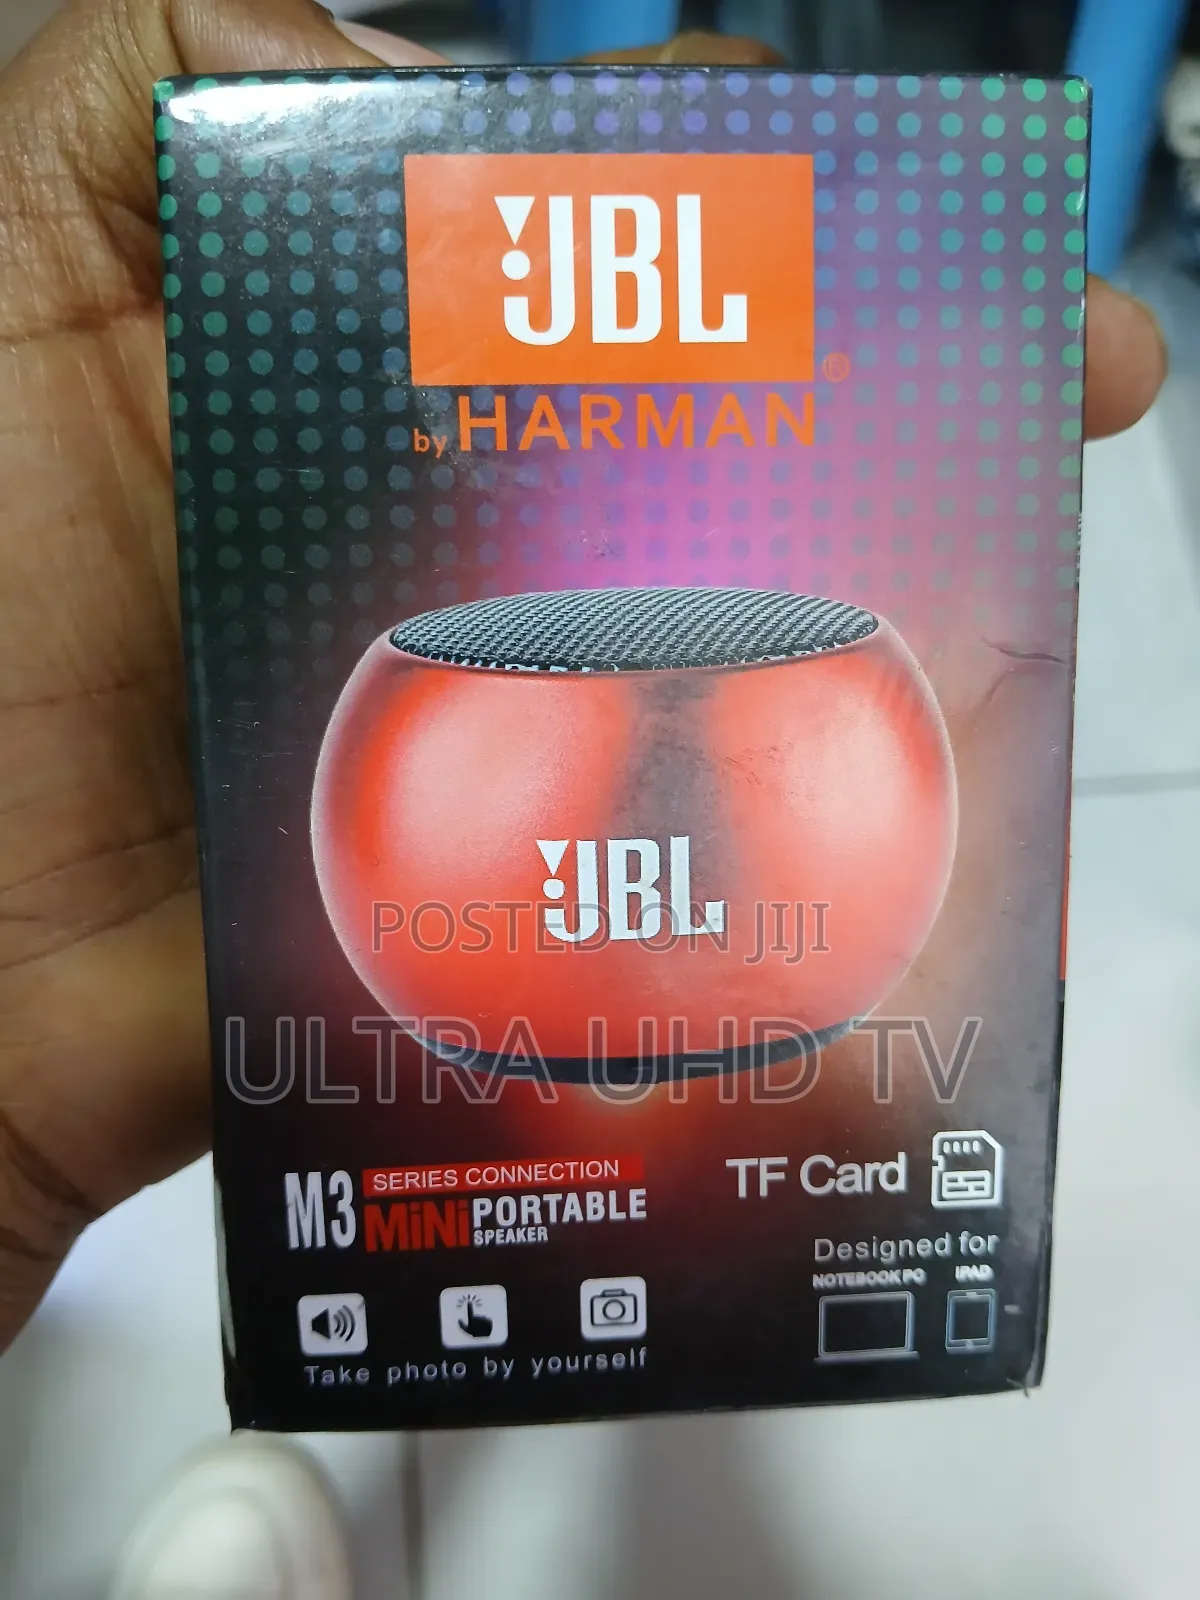 JBL
®
by HARMAN
JBL
POSTED ON JIJI
ULTRA UHD TV
M3 SERIES CONNECTION
MiNi PORTABLE
SPEAKER
TF Card
Designed for
NOTEBOOK PC IPAD
Take photo by yourself